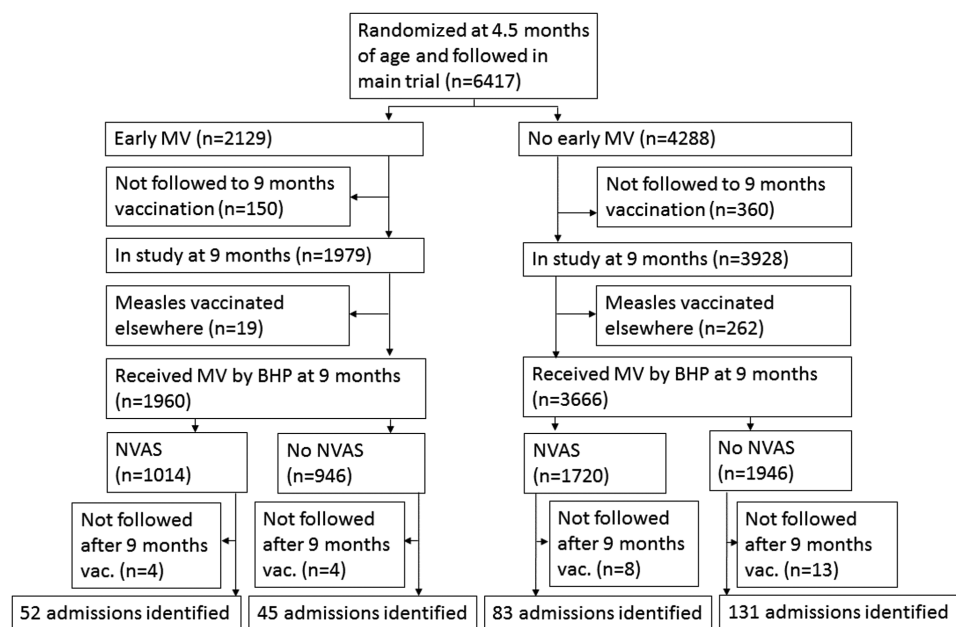 Randomized at 4.5 months
of age and followed in
main trial (n=6417)
Early MV (n=2129)
No early MV (n=4288)
Not followed to 9 months
vaccination (n=150)
Not followed to 9 months
vaccination (n=360)
In study at 9 months (n=1979)
In study at 9 months (n=3928)
Measles vaccinated
elsewhere (n=19)
Measles vaccinated
elsewhere (n=262)
Received MV by BHP at 9 months
(n=1960)
Received MV by BHP at 9 months
(n=3666)
NVAS
(n=1014)
No NVAS
(n=946)
NVAS
(n=1720)
No NVAS
(n=1946)
Not followed
after 9 months
vac. (n=4)
Not followed
after 9 months
vac. (n=4)
Not followed
after 9 months
vac. (n=8)
Not followed
after 9 months
vac. (n=13)
52 admissions identified
45 admissions identified
83 admissions identified
131 admissions identified